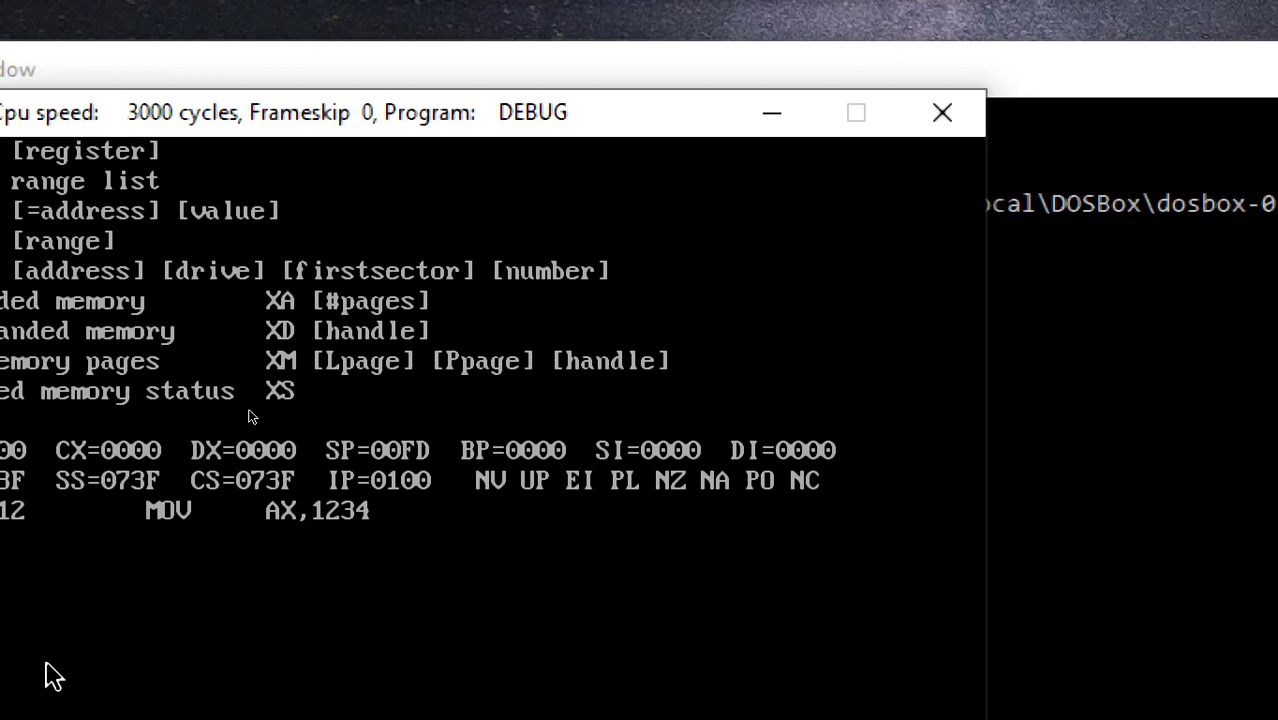 dow
Cpu speed: 3000 cycles, Frameskip 0, Program: DEBUG
[register]
range list
[=address] [value]
[range]
[address] [drive] [firstsector] [number]
ded memory XA [#pages]
anded memory XD [handle]
emory pages XM [Lpage] [Ppage] [handle]
ed memory status XS
00 CX=0000 DX=0000 SP=00FD BP=0000 SI=0000 DI=0000
BF SS=073F CS=073F IP=0100 NV UP EI PL NZ NA PO NC
12 MOV AX,1234
ocal\DOSBox\dosbox-0